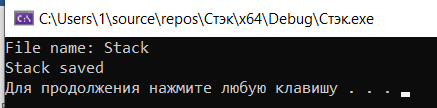 C:\Users\1\source\repos\Стэк\x64\Debug\Стэк.exe
File name: Stack
Stack saved
Для продолжения нажмите любую клавишу . . .